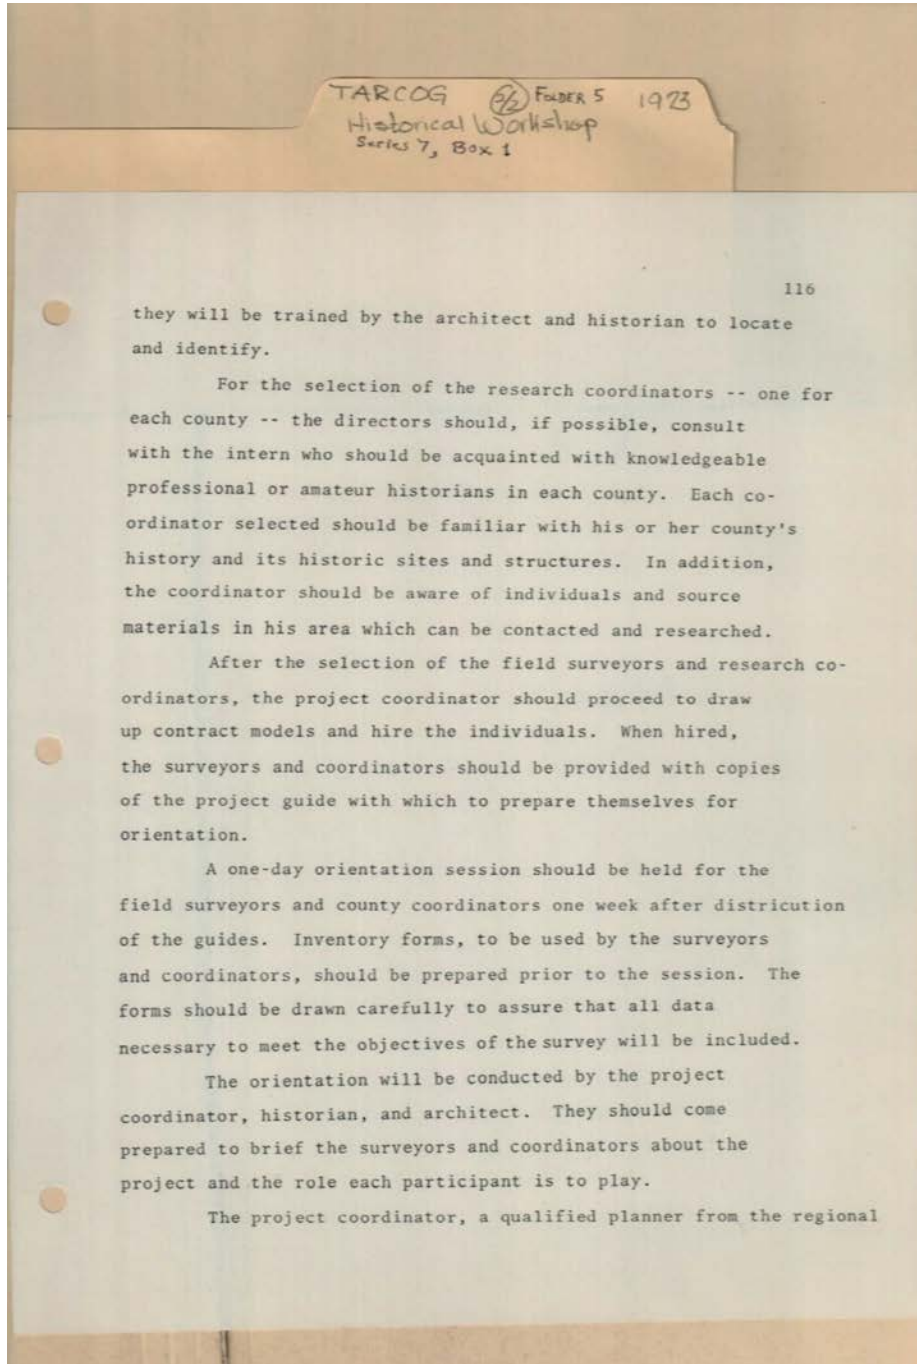 TARCOG 5/2 FOLDER 5 1973
Historical Workshop
Series 7, Box 1
116
they will be trained by the architect and historian to locate
and identify.
For the selection of the research coordinators -- one for
each county -- the directors should, if possible, consult
with the intern who should be acquainted with knowledgeable
professional or amateur historians in each county. Each co-
ordinator selected should be familiar with his or her county's
history and its historic sites and structures. In addition,
the coordinator should be aware of individuals and source
materials in his area which can be contacted and researched.
After the selection of the field surveyors and research co-
ordinators, the project coordinator should proceed to draw
up contract models and hire the individuals. When hired,
the surveyors and coordinators should be provided with copies
of the project guide with which to prepare themselves for
orientation.
A one-day orientation session should be held for the
field surveyors and county coordinators one week after districution
of the guides. Inventory forms, to be used by the surveyors
and coordinators, should be prepared prior to the session. The
forms should be drawn carefully to assure that all data
necessary to meet the objectives of the survey will be included.
The orientation will be conducted by the project
coordinator, historian, and architect. They should come
prepared to brief the surveyors and coordinators about the
project and the role each participant is to play.
The project coordinator, a qualified planner from the regional